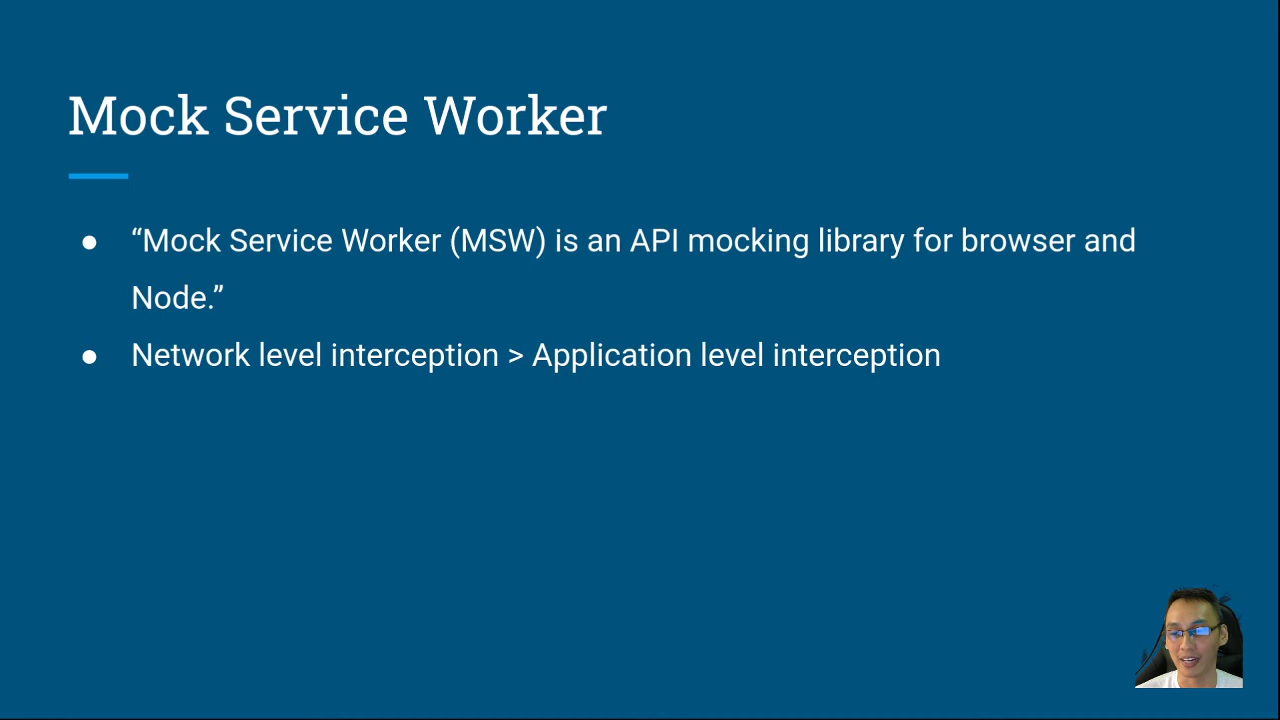 Mock Service Worker
● “Mock Service Worker (MSW) is an API mocking library for browser and
Node.”
● Network level interception > Application level interception